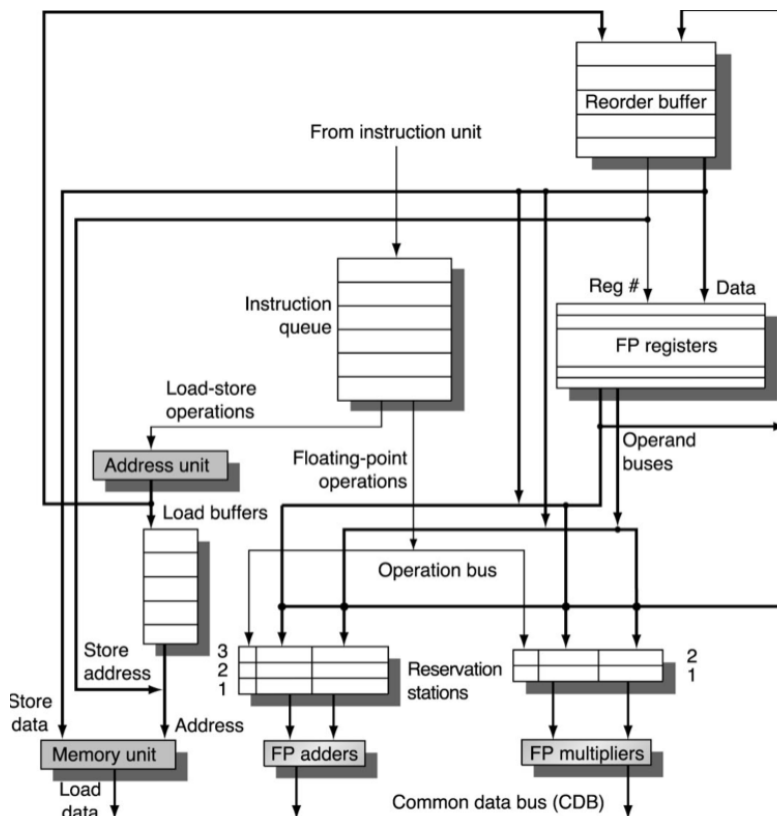 Reorder buffer
From instruction unit
Instruction
queue
Reg #
Data
FP registers
Load-store
operations
Operand
buses
Address unit
Floating-point
operations
Load buffers
Operation bus
Store
address
3
2
1
Reservation
stations
2
1
Store
data
Address
Memory unit
FP adders
FP multipliers
Load
data
Common data bus (CDB)